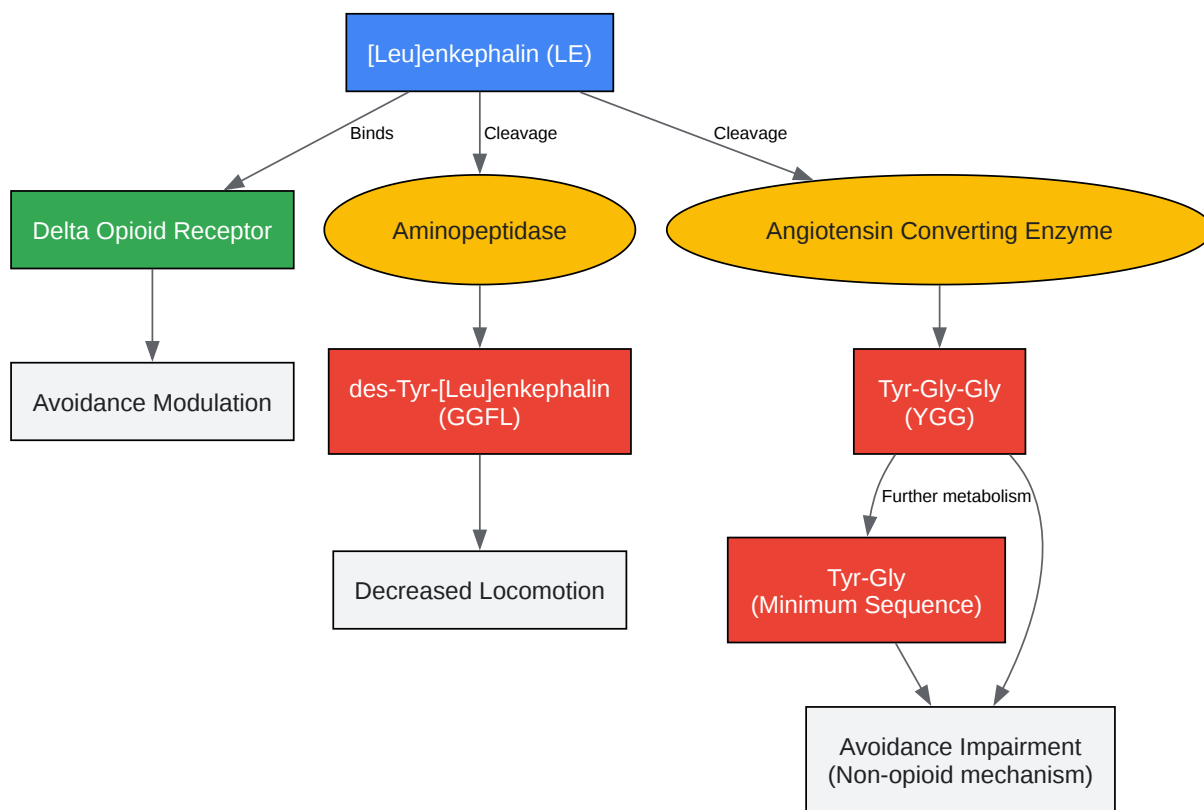 [Leu]enkephalin (LE)
Binds
Cleavage
Cleavage
Delta Opioid Receptor
Aminopeptidase
Angiotensin Converting Enzyme
Avoidance Modulation
des-Tyr-[Leu]enkephalin
(GGFL)
Tyr-Gly-Gly
(YGG)
Further metabolism
Decreased Locomotion
Tyr-Gly
(Minimum Sequence)
Avoidance Impairment
(Non-opioid mechanism)